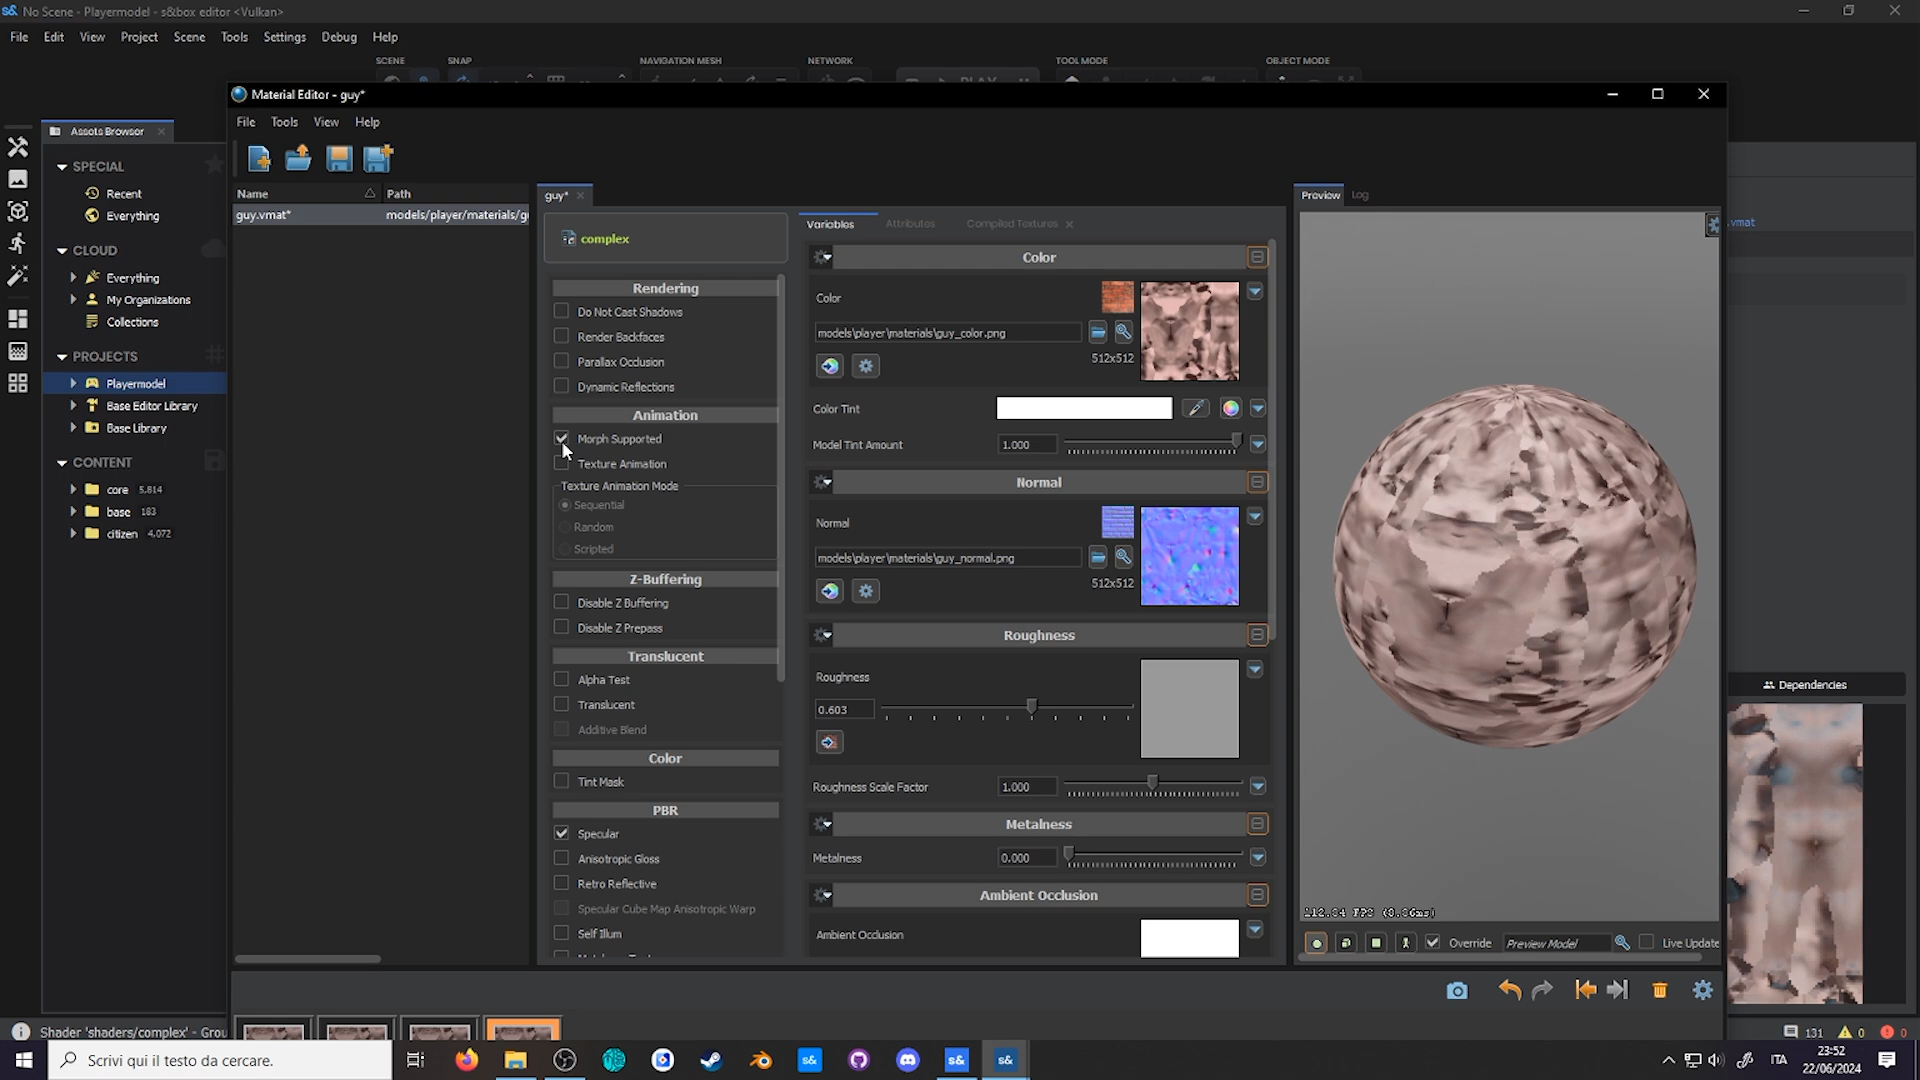 No Scene - Playermodel - s&box editor <Vulkan>
File Edit View Project Scene Tools Settings Debug Help
SCENE SNAP NAVIGATION MESH NETWORK TOOL MODE OBJECT MODE
PLAY
Material Editor - guy*
File Tools View Help
Assets Browser
SPECIAL
Recent
Everything
CLOUD
Everything
My Organizations
Collections
PROJECTS
Playermodel
Base Editor Library
Base Library
CONTENT
core 5,814
base 183
citizen 4,072
Name Path
guy.vmat* models/player/materials/g
guy*
complex
Rendering
Do Not Cast Shadows
Render Backfaces
Parallax Occlusion
Dynamic Reflections
Animation
Morph Supported
Texture Animation
Texture Animation Mode
Sequential
Random
Scripted
Z-Buffering
Disable Z Buffering
Disable Z Prepass
Translucent
Alpha Test
Translucent
Additive Blend
Color
Tint Mask
PBR
Specular
Anisotropic Gloss
Retro Reflective
Specular Cube Map Anisotropic Warp
Self Illum
Variables Attributes Compiled Textures
Color
Color
models\player\materials\guy_color.png
512x512
Color Tint
Model Tint Amount 1.000
Normal
Normal
models\player\materials\guy_normal.png
512x512
Roughness
Roughness
0.603
Roughness Scale Factor 1.000
Metalness
Metalness 0.000
Ambient Occlusion
Ambient Occlusion
Preview Log
Override Preview Model Live Update
.vmat
Dependencies
Shader 'shaders/complex' - Grou
131 0 0
Scrivi qui il testo da cercare.
s& s& s&
ITA
23:52
22/06/2024